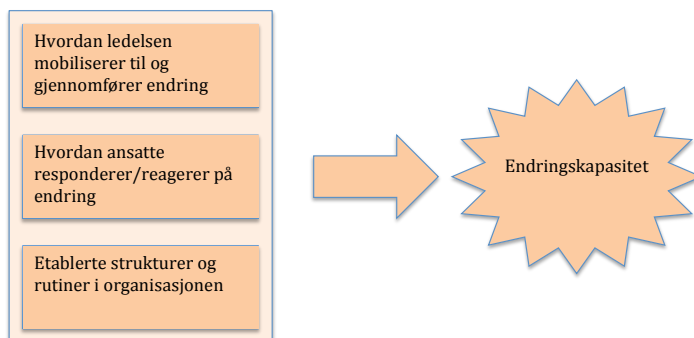 Hvordan ledelsen
mobiliserer til og
gjennomfører endring
Hvordan ansatte
responderer/reagerer på
endring
Etablerte strukturer og
rutiner i organisasjonen
Endringskapasitet